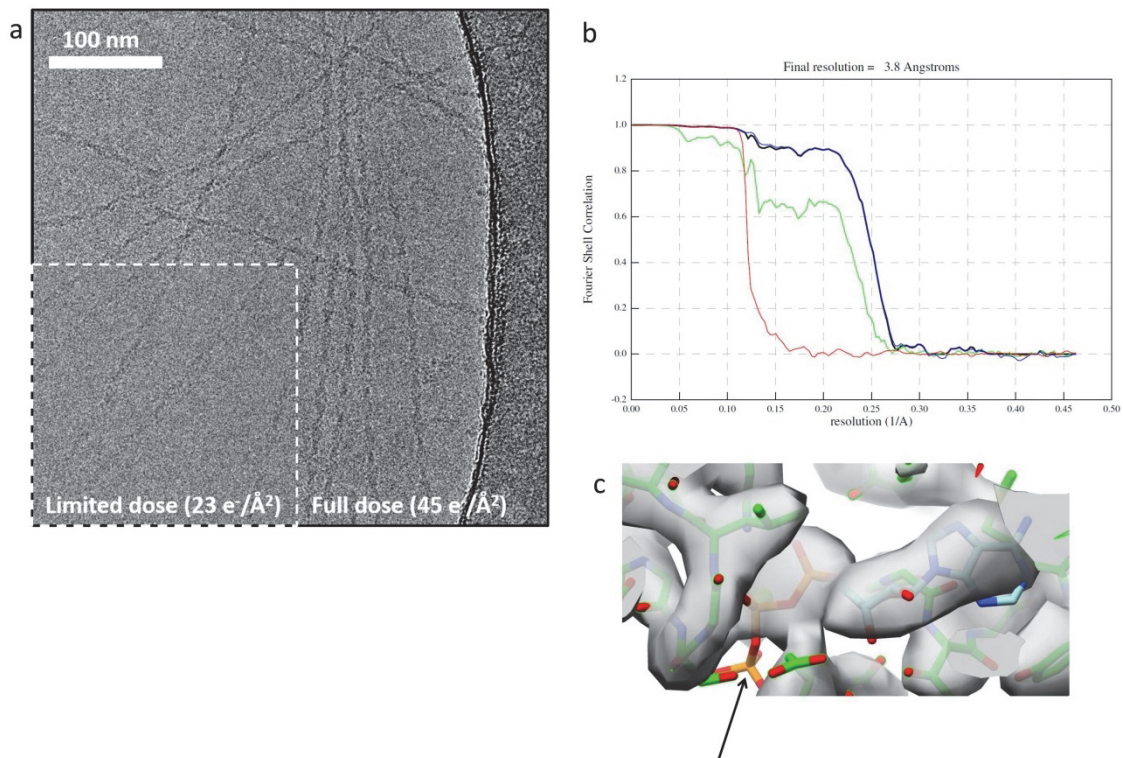 a
100 nm
Limited dose (23 e⁻/Å²)
Full dose (45 e⁻/Å²)
b
Final resolution =   3.8 Angstroms
1.2
1.0
0.8
0.6
0.4
0.2
0.0
-0.2
Fourier Shell Correlation
0.00 0.05 0.10 0.15 0.20 0.25 0.30 0.35 0.40 0.45 0.50
resolution (1/A)
c